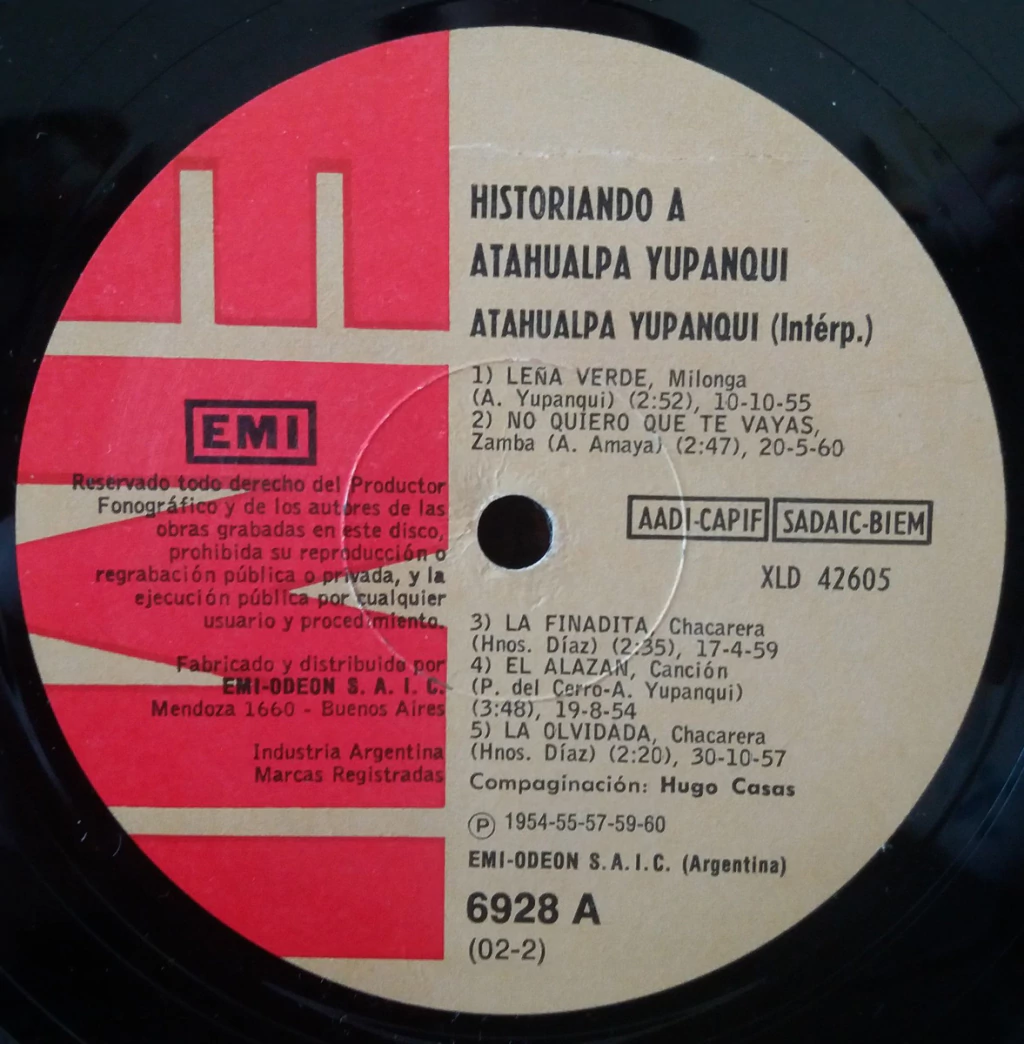 HISTORIANDO A
ATAHUALPA YUPANQUI
ATAHUALPA YUPANQUI (Intérp.)
1) LEÑA VERDE, Milonga
(A. Yupanqui) (2:52), 10-10-55
2) NO QUIERO QUE TE VAYAS,
Zamba (A. Amaya) (2:47), 20-5-60
EMI
Reservado todo derecho del Productor
Fonográfico y de los autores de las
obras grabadas en este disco,
prohibida su reproducción o
regrabación pública o privada, y la
ejecución pública por cualquier
usuario y procedimiento.
Fabricado y distribuido por
EMI-ODEON S. A. I. C.
Mendoza 1660 - Buenos Aires
Industria Argentina
Marcas Registradas
AADI-CAPIF SADAIC-BIEM
XLD 42605
3) LA FINADITA, Chacarera
(Hnos. Díaz) (2:35), 17-4-59
4) EL ALAZAN, Canción
(P. del Cerro-A. Yupanqui)
(3:48), 19-8-54
5) LA OLVIDADA, Chacarera
(Hnos. Díaz) (2:20), 30-10-57
Compaginación: Hugo Casas
Ⓟ 1954-55-57-59-60
EMI-ODEON S.A.I.C. (Argentina)
6928 A
(02-2)